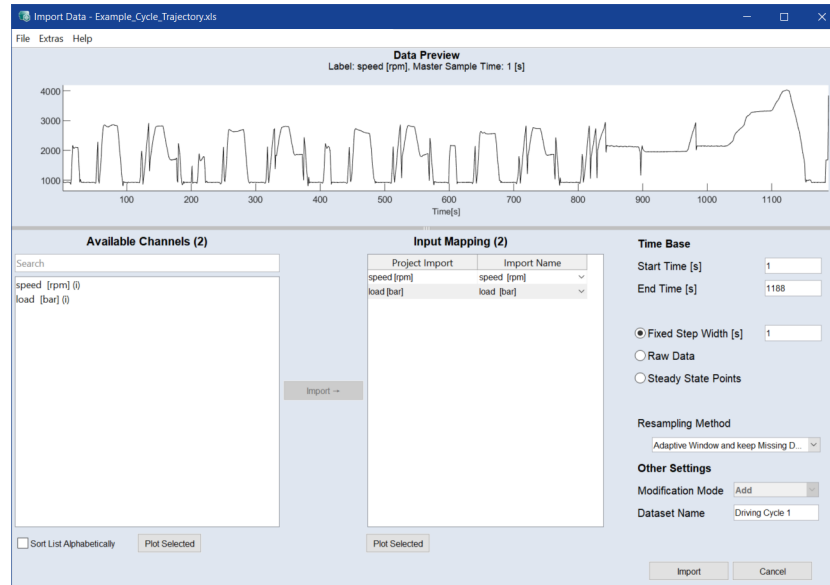 Import Data - Example_Cycle_Trajectory.xls
File Extras Help
Data Preview
Label: speed [rpm], Master Sample Time: 1 [s]
4000
3000
2000
1000
100 200 300 400 500 600 700 800 900 1000 1100
Time[s]
Available Channels (2)
Search
speed [rpm] (i)
load [bar] (i)
Import →
Sort List Alphabetically Plot Selected
Input Mapping (2)
Project Import Import Name
speed [rpm] speed [rpm]
load [bar] load [bar]
Plot Selected
Time Base
Start Time [s] 1
End Time [s] 1188
Fixed Step Width [s] 1
Raw Data
Steady State Points
Resampling Method
Adaptive Window and keep Missing D...
Other Settings
Modification Mode Add
Dataset Name Driving Cycle 1
Import Cancel